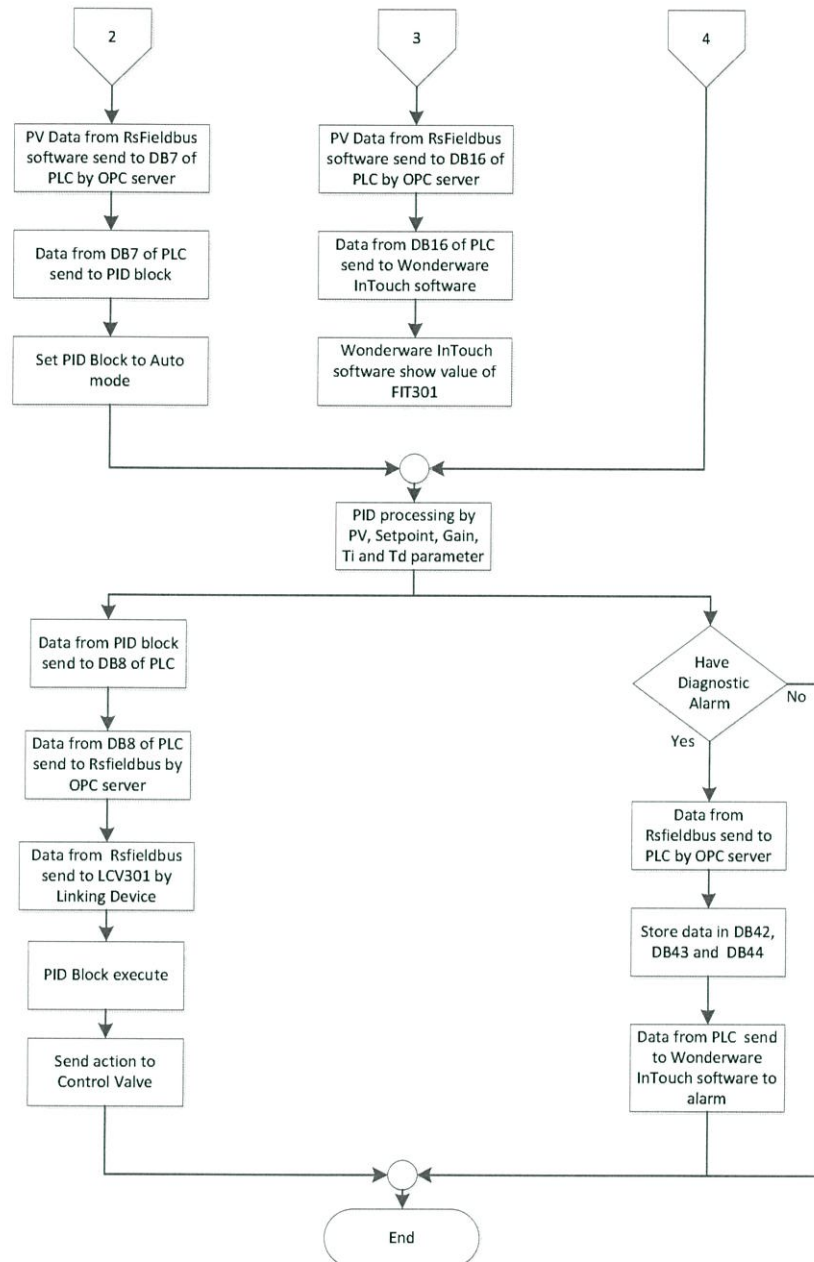 2
3
4
PV Data from RsFieldbus
software send to DB7 of
PLC by OPC server
PV Data from RsFieldbus
software send to DB16 of
PLC by OPC server
Data from DB7 of PLC
send to PID block
Data from DB16 of PLC
send to Wonderware
InTouch software
Set PID Block to Auto
mode
Wonderware InTouch
software show value of
FIT301
PID processing by
PV, Setpoint, Gain,
Ti and Td parameter
Data from PID block
send to DB8 of PLC
Have
Diagnostic
Alarm
No
Yes
Data from DB8 of PLC
send to Rsfieldbus by
OPC server
Data from
Rsfieldbus send to
PLC by OPC server
Data from Rsfieldbus
send to LCV301 by
Linking Device
Store data in DB42,
DB43 and DB44
PID Block execute
Send action to
Control Valve
Data from PLC send
to Wonderware
InTouch software to
alarm
End